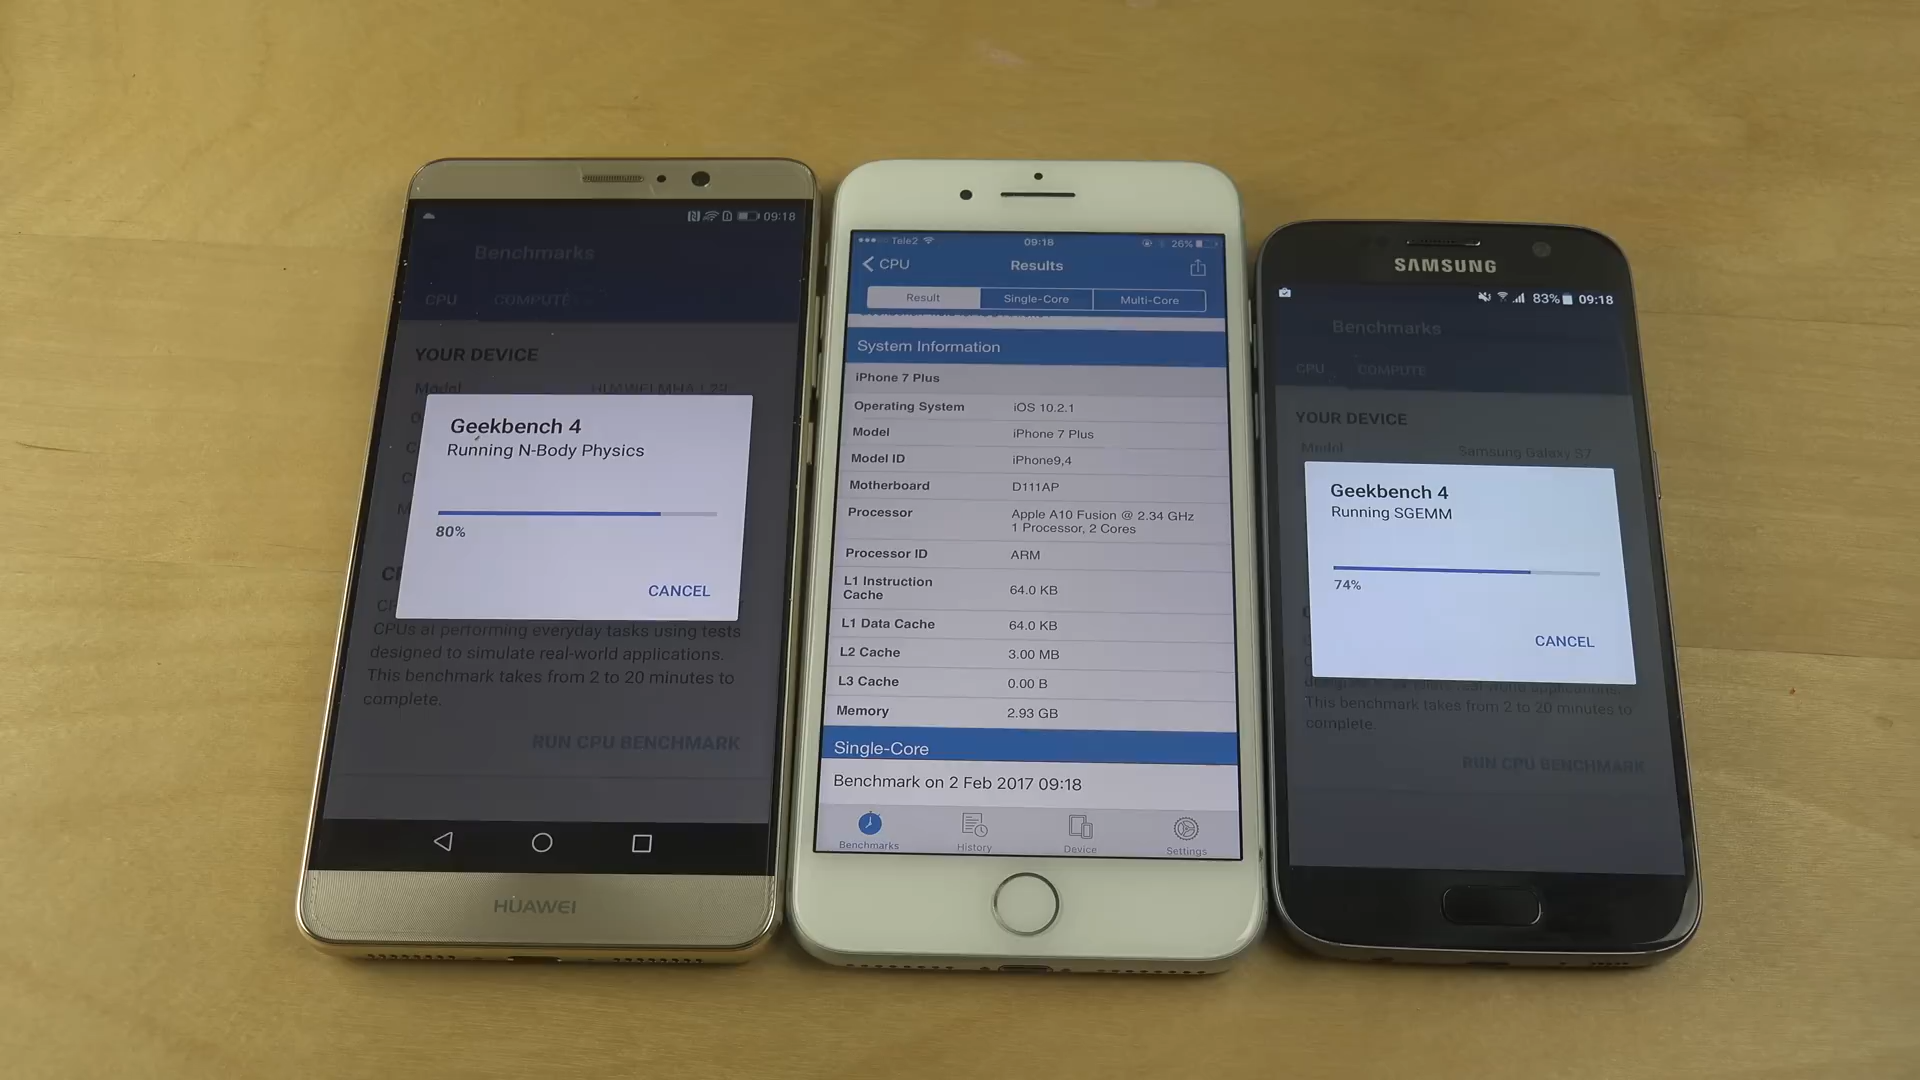 09:18
Benchmarks
CPU COMPUTE
YOUR DEVICE
Model HUAWEI MHA-L29
Geekbench 4
Running N-Body Physics
80%
CANCEL
CPUs at performing everyday tasks using tests
designed to simulate real-world applications.
This benchmark takes from 2 to 20 minutes to
complete.
RUN CPU BENCHMARK
HUAWEI
Tele2 09:18 26%
CPU Results
Result Single-Core Multi-Core
System Information
iPhone 7 Plus
Operating System iOS 10.2.1
Model iPhone 7 Plus
Model ID iPhone9,4
Motherboard D111AP
Processor Apple A10 Fusion @ 2.34 GHz
1 Processor, 2 Cores
Processor ID ARM
L1 Instruction
Cache 64.0 KB
L1 Data Cache 64.0 KB
L2 Cache 3.00 MB
L3 Cache 0.00 B
Memory 2.93 GB
Single-Core
Benchmark on 2 Feb 2017 09:18
Benchmarks History Device Settings
SAMSUNG
83% 09:18
Benchmarks
CPU COMPUTE
YOUR DEVICE
Model Samsung Galaxy S7
Geekbench 4
Running SGEMM
74%
CANCEL
This benchmark takes from 2 to 20 minutes to
complete.
RUN CPU BENCHMARK